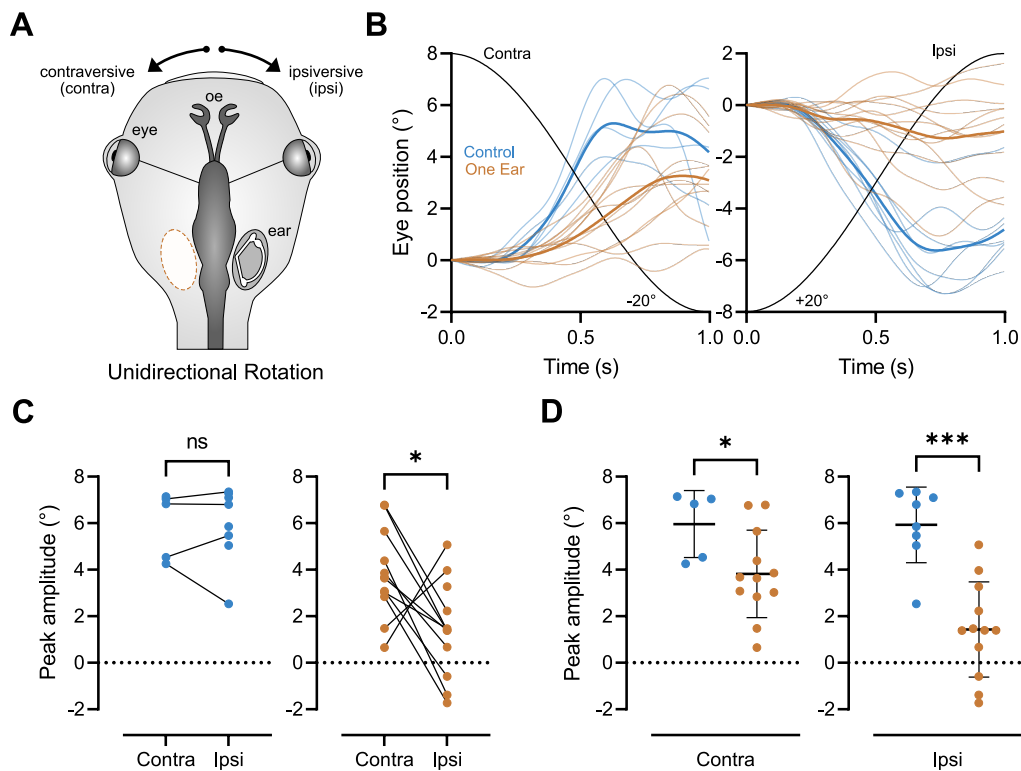 A
contraversive
(contra)
ipsiversive
(ipsi)
oe
eye
ear
Unidirectional Rotation
B
8
6
4
2
0
-2
Eye position (°)
Contra
Control
One Ear
-20°
0.0
0.5
1.0
Time (s)
2
0
-2
-4
-6
-8
Ipsi
+20°
0.0
0.5
1.0
Time (s)
C
8
6
4
2
0
-2
Peak amplitude (°)
ns
Contra
Ipsi
8
6
4
2
0
-2
*
Contra
Ipsi
D
8
6
4
2
0
-2
Peak amplitude (°)
*
Contra
8
6
4
2
0
-2
***
Ipsi